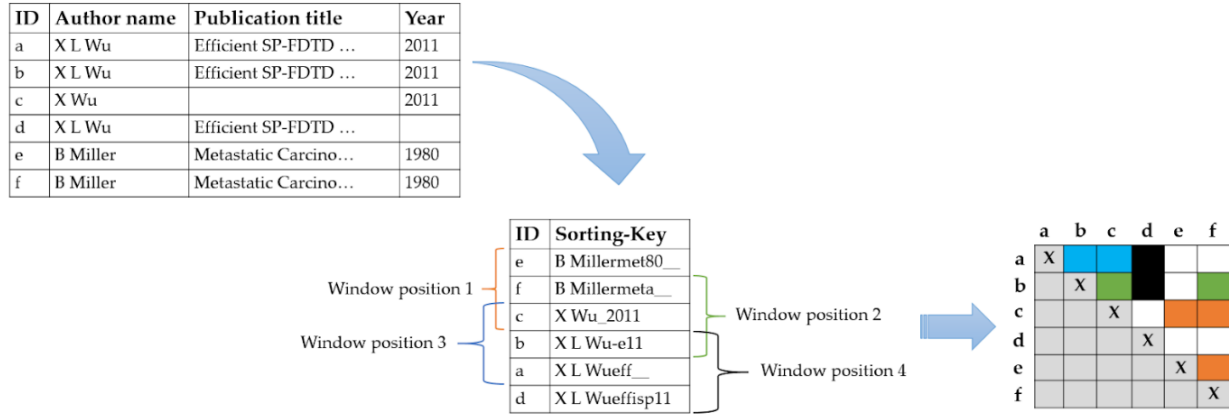 ID Author name Publication title Year
a X L Wu Efficient SP-FDTD … 2011
b X L Wu Efficient SP-FDTD … 2011
c X Wu 2011
d X L Wu Efficient SP-FDTD …
e B Miller Metastatic Carcino… 1980
f B Miller Metastatic Carcino… 1980
ID Sorting-Key
e B Millermet80__
f B Millermeta__
c X Wu_2011
b X L Wu-e11
a X L Wueff__
d X L Wueffisp11
Window position 1
Window position 2
Window position 3
Window position 4
a b c d e f
a X
b X
c X
d X
e X
f X